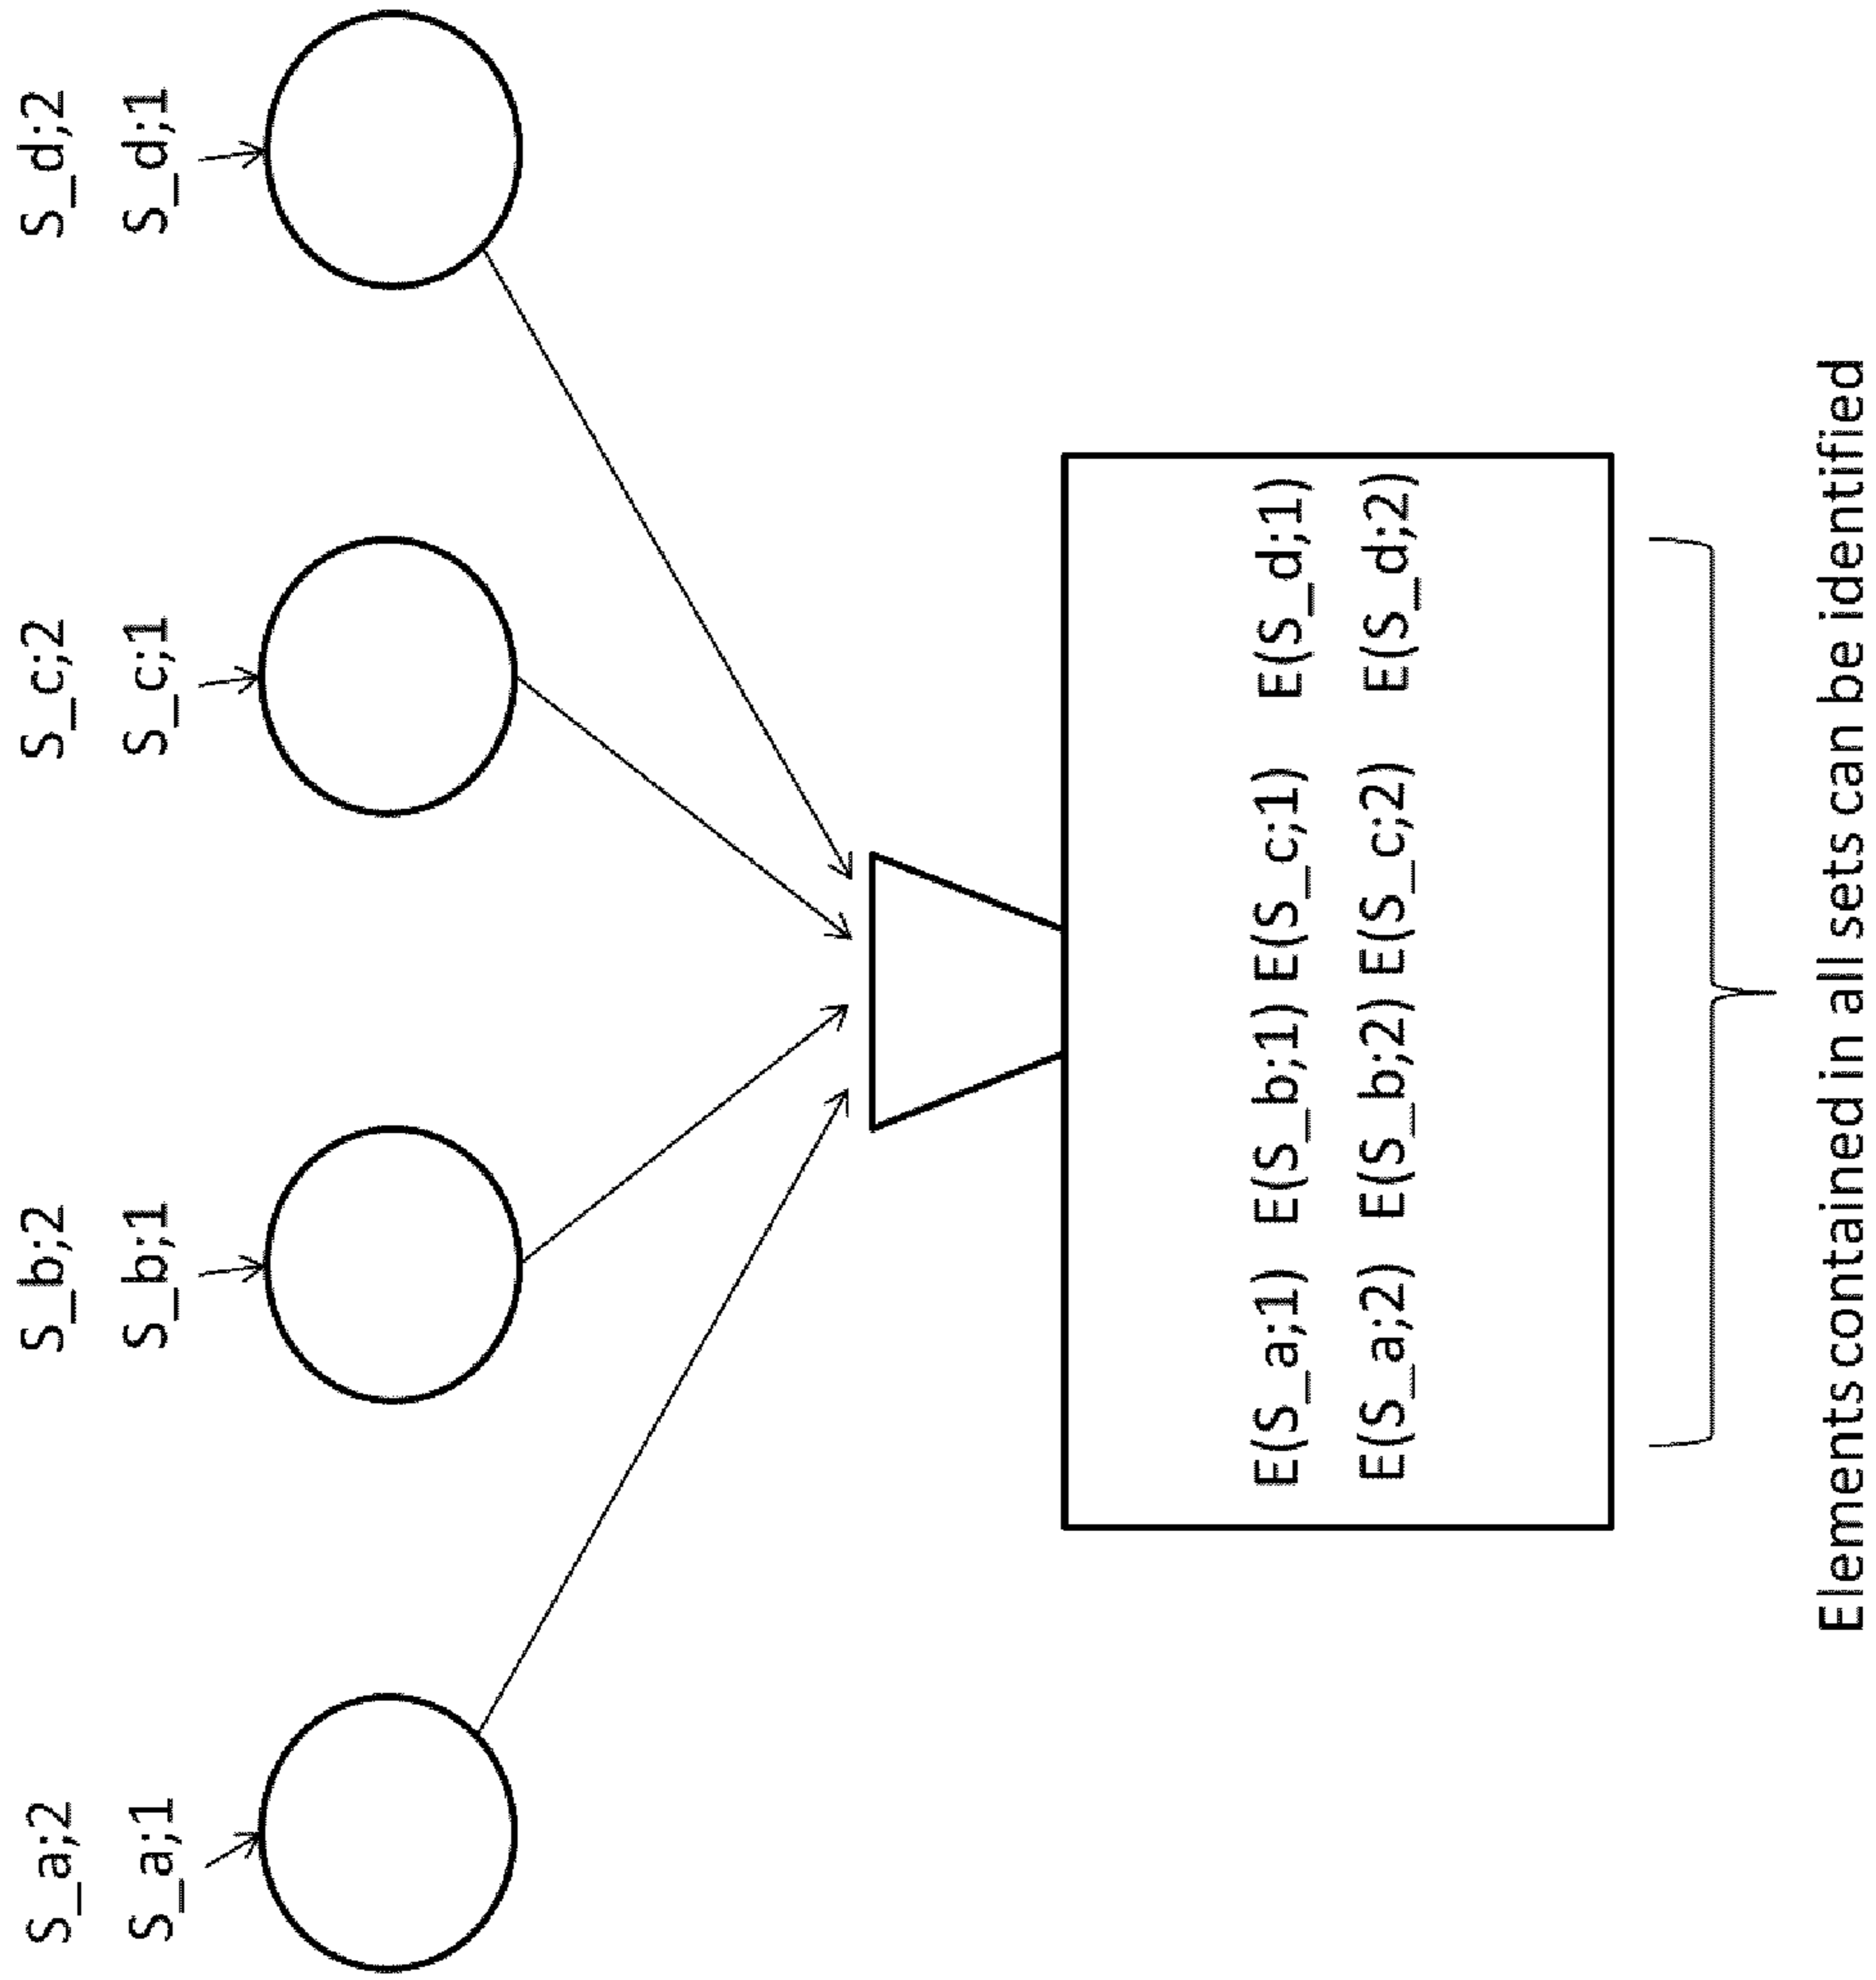 S_a;2 S_b;2 S_c;2 S_d;2
S_a;1 S_b;1 S_c;1 S_d;1
E(S_a;1) E(S_b;1) E(S_c;1) E(S_d;1)
E(S_a;2) E(S_b;2) E(S_c;2) E(S_d;2)
Elements contained in all sets can be identified